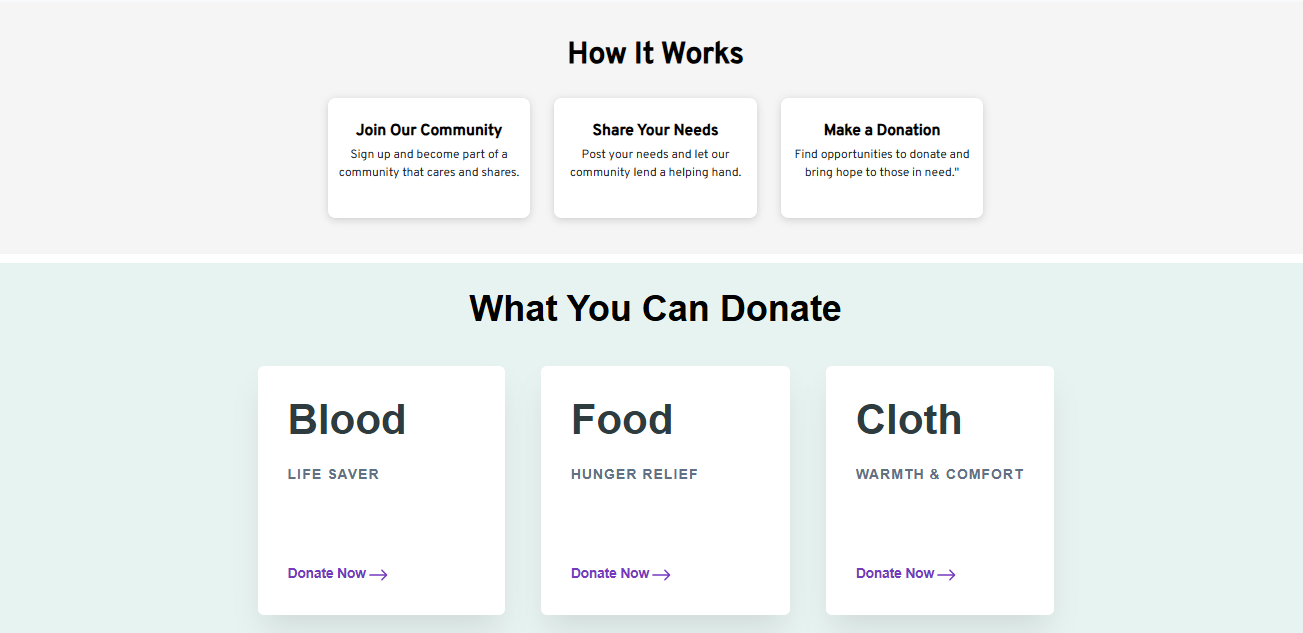 How It Works
Join Our Community
Sign up and become part of a
community that cares and shares.
Share Your Needs
Post your needs and let our
community lend a helping hand.
Make a Donation
Find opportunities to donate and
bring hope to those in need."
What You Can Donate
Blood
LIFE SAVER
Donate Now
Food
HUNGER RELIEF
Donate Now
Cloth
WARMTH & COMFORT
Donate Now